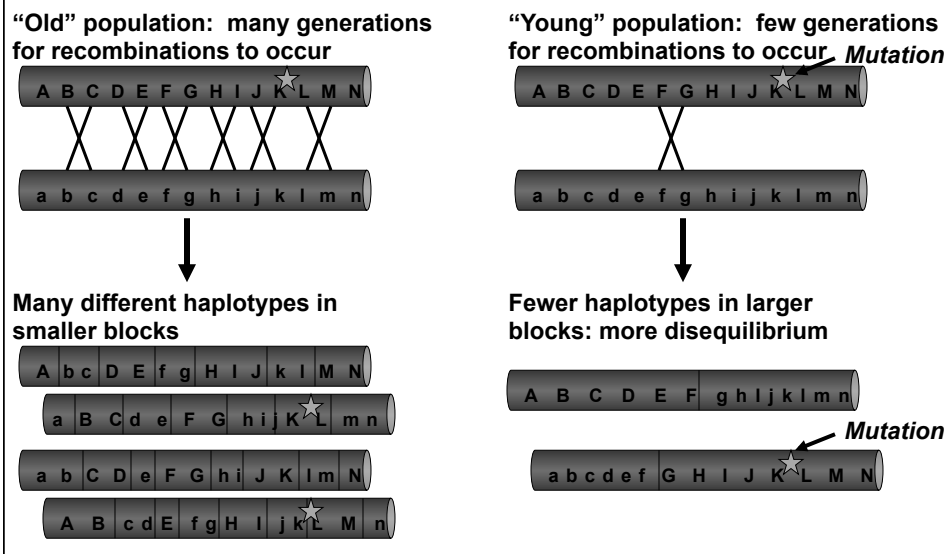 “Old” population: many generations
for recombinations to occur
A B C D E F G H I J K L M N
a b c d e f g h i j k l m n
Many different haplotypes in
smaller blocks
A b c D E f g H I J k l M N
a B C d e F G h i j K L m n
a b C D e F G h i J K l m N
A B c d E f g H I j k L M n
“Young” population: few generations
for recombinations to occur
Mutation
A B C D E F G H I J K L M N
a b c d e f g h i j k l m n
Fewer haplotypes in larger
blocks: more disequilibrium
A B C D E F g h I j k l m n
Mutation
a b c d e f G H I J K L M N